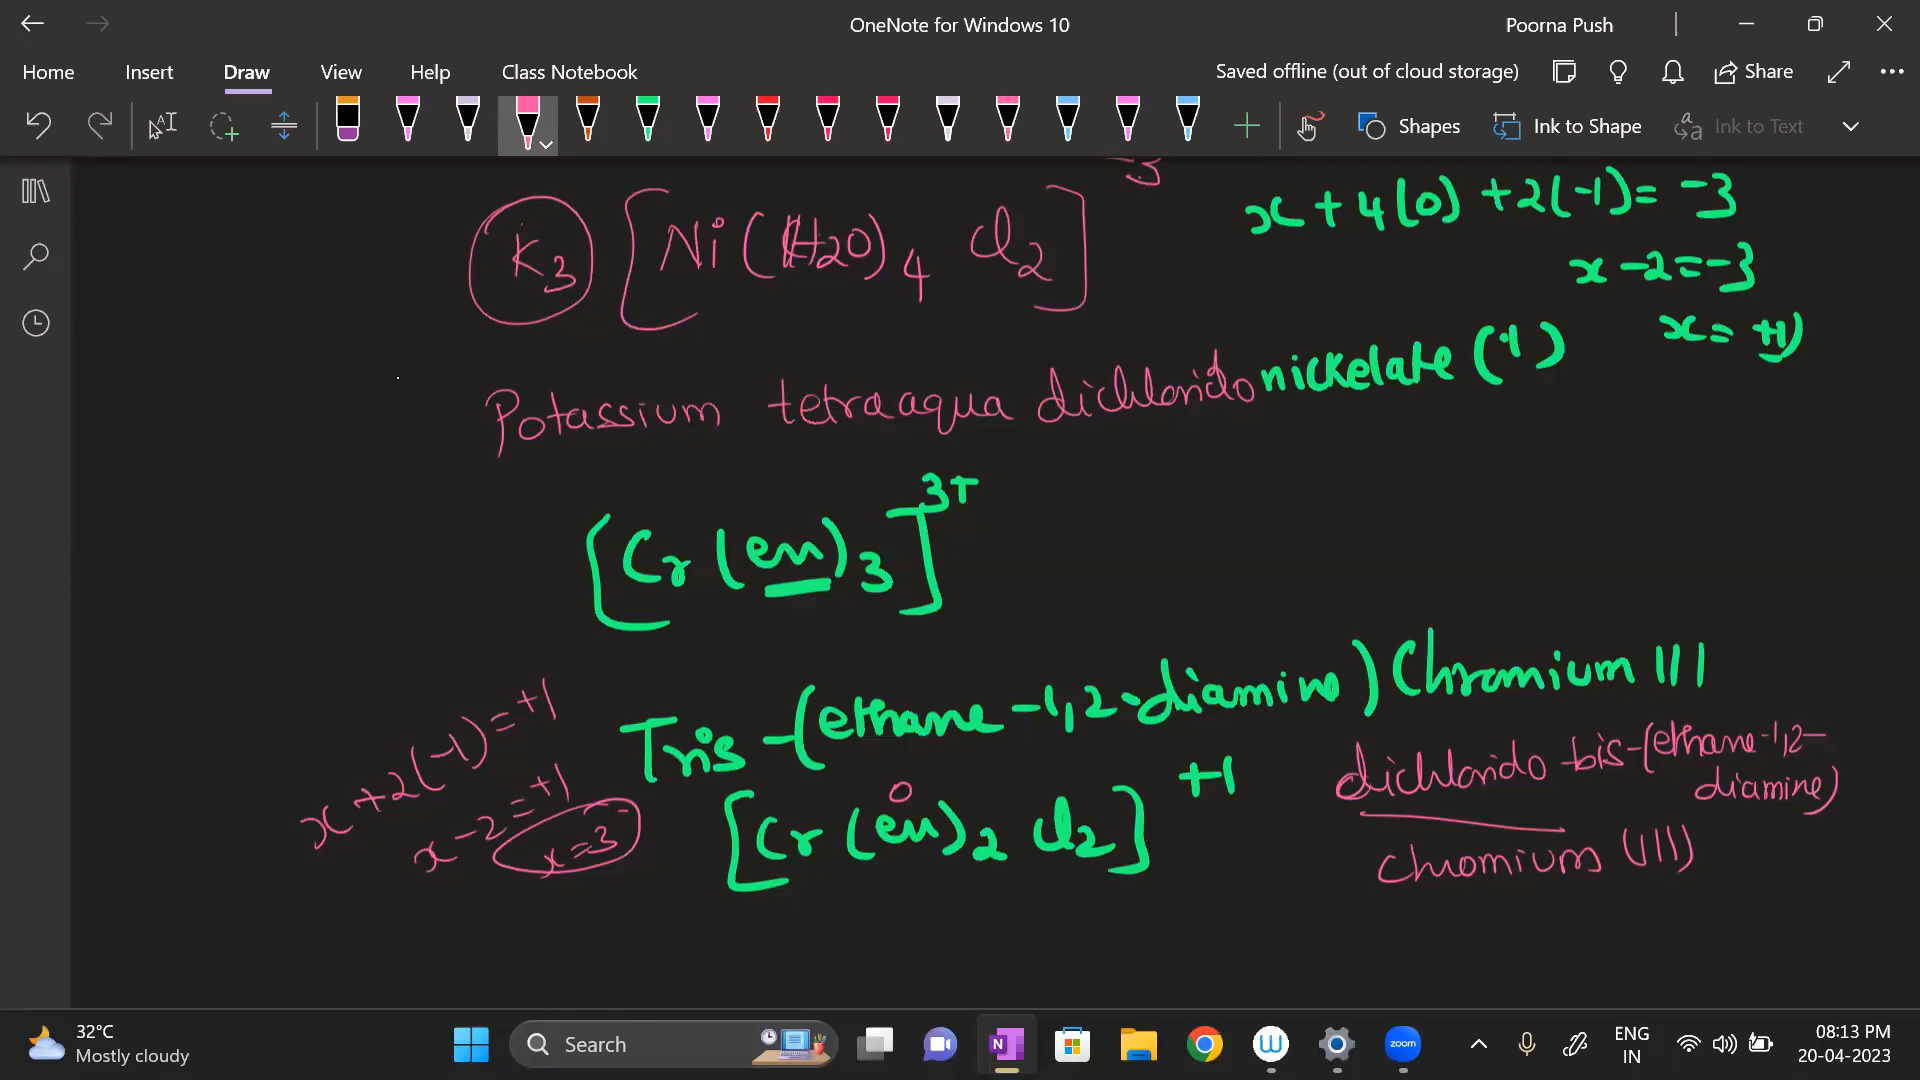 OneNote for Windows 10
Poorna Push
Home Insert Draw View Help Class Notebook
Saved offline (out of cloud storage)
Share
Shapes
Ink to Shape
Ink to Text
-3
K3 [Ni(H2O)4 Cl2]
x + 4(0) + 2(-1) = -3
x - 2 = -3
x = +1)
Potassium tetraaqua dichlorido nickelate (1)
[Cr (en)3]3+
Tris - (ethane - 1,2 - diamine) Chromium III
x + 2(-1) = +1
x - 2 = +1
x = 3
0
[Cr (en)2 Cl2] +1
dichlorido - bis - (ethane - 1,2 -
diamine)
chromium (III)
32°C
Mostly cloudy
Search
zoom
ENG
IN
08:13 PM
20-04-2023